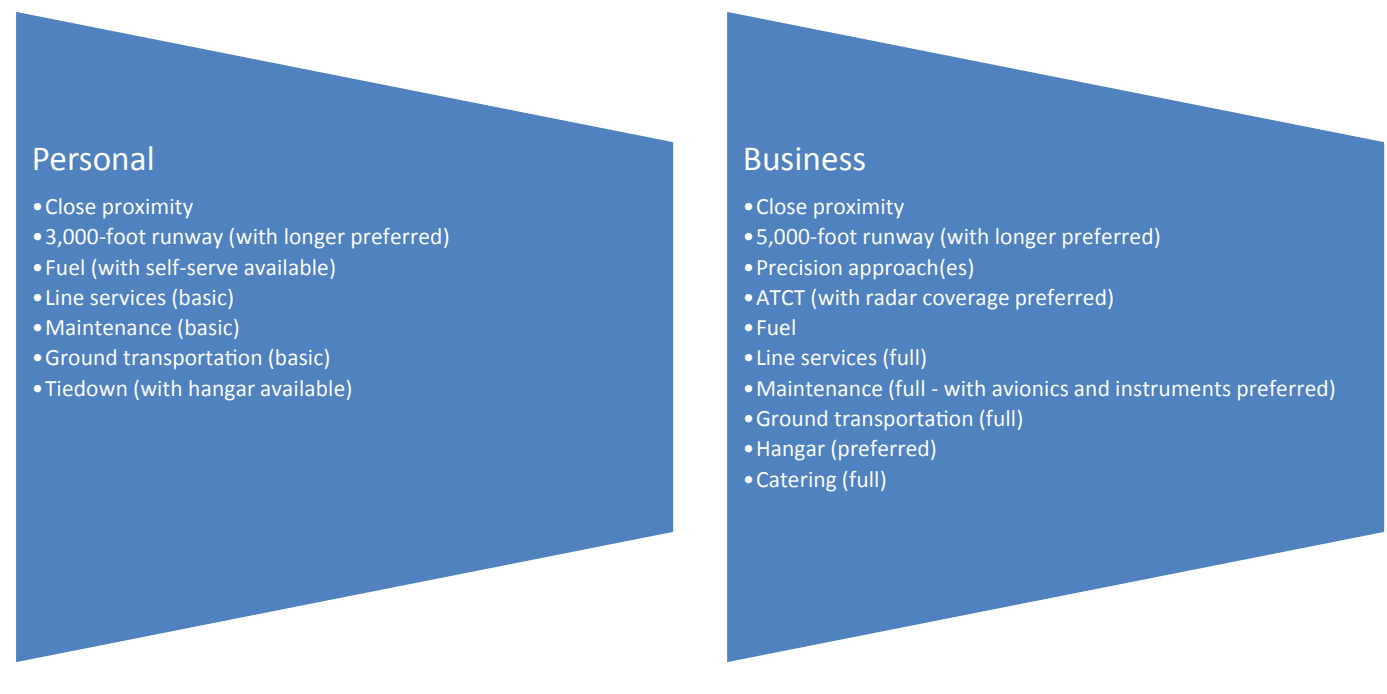 Personal
•Close proximity
•3,000-foot runway (with longer preferred)
•Fuel (with self-serve available)
•Line services (basic)
•Maintenance (basic)
•Ground transportation (basic)
•Tiedown (with hangar available)
Business
•Close proximity
•5,000-foot runway (with longer preferred)
•Precision approach(es)
•ATCT (with radar coverage preferred)
•Fuel
•Line services (full)
•Maintenance (full - with avionics and instruments preferred)
•Ground transportation (full)
•Hangar (preferred)
•Catering (full)